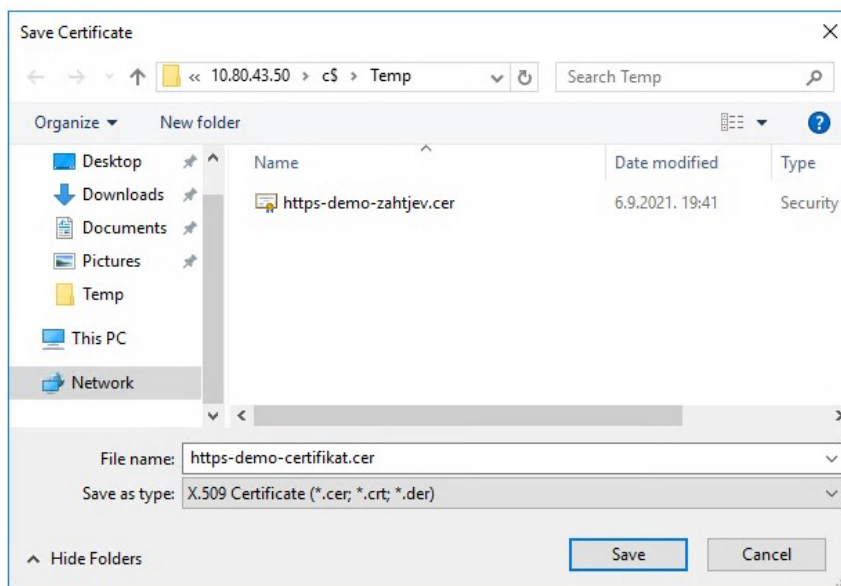 Save Certificate
« 10.80.43.50 › c$ › Temp
Search Temp
Organize
New folder
Name
Date modified
Type
Desktop
Downloads
Documents
Pictures
Temp
This PC
Network
https-demo-zahtjev.cer
6.9.2021. 19:41
Security
File name:
https-demo-certifikat.cer
Save as type:
X.509 Certificate (*.cer; *.crt; *.der)
Hide Folders
Save
Cancel